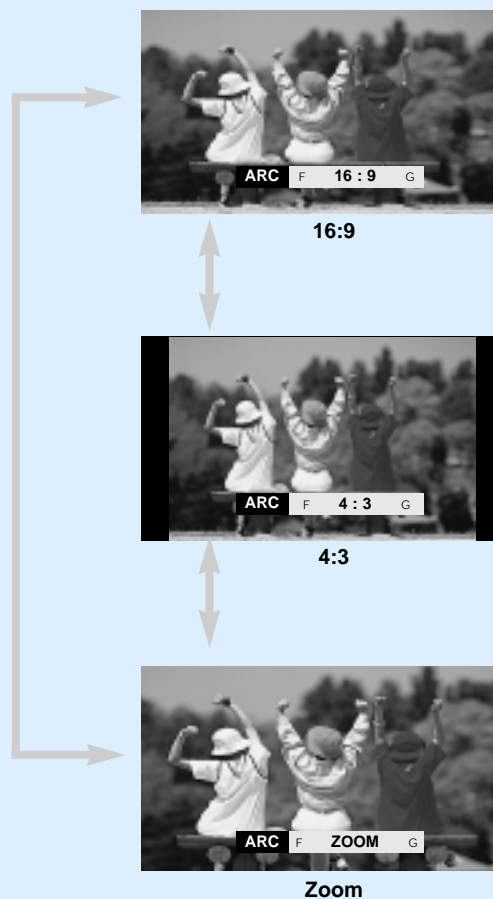 ARC F 16 : 9 G
16:9
ARC F 4 : 3 G
4:3
ARC F ZOOM G
Zoom